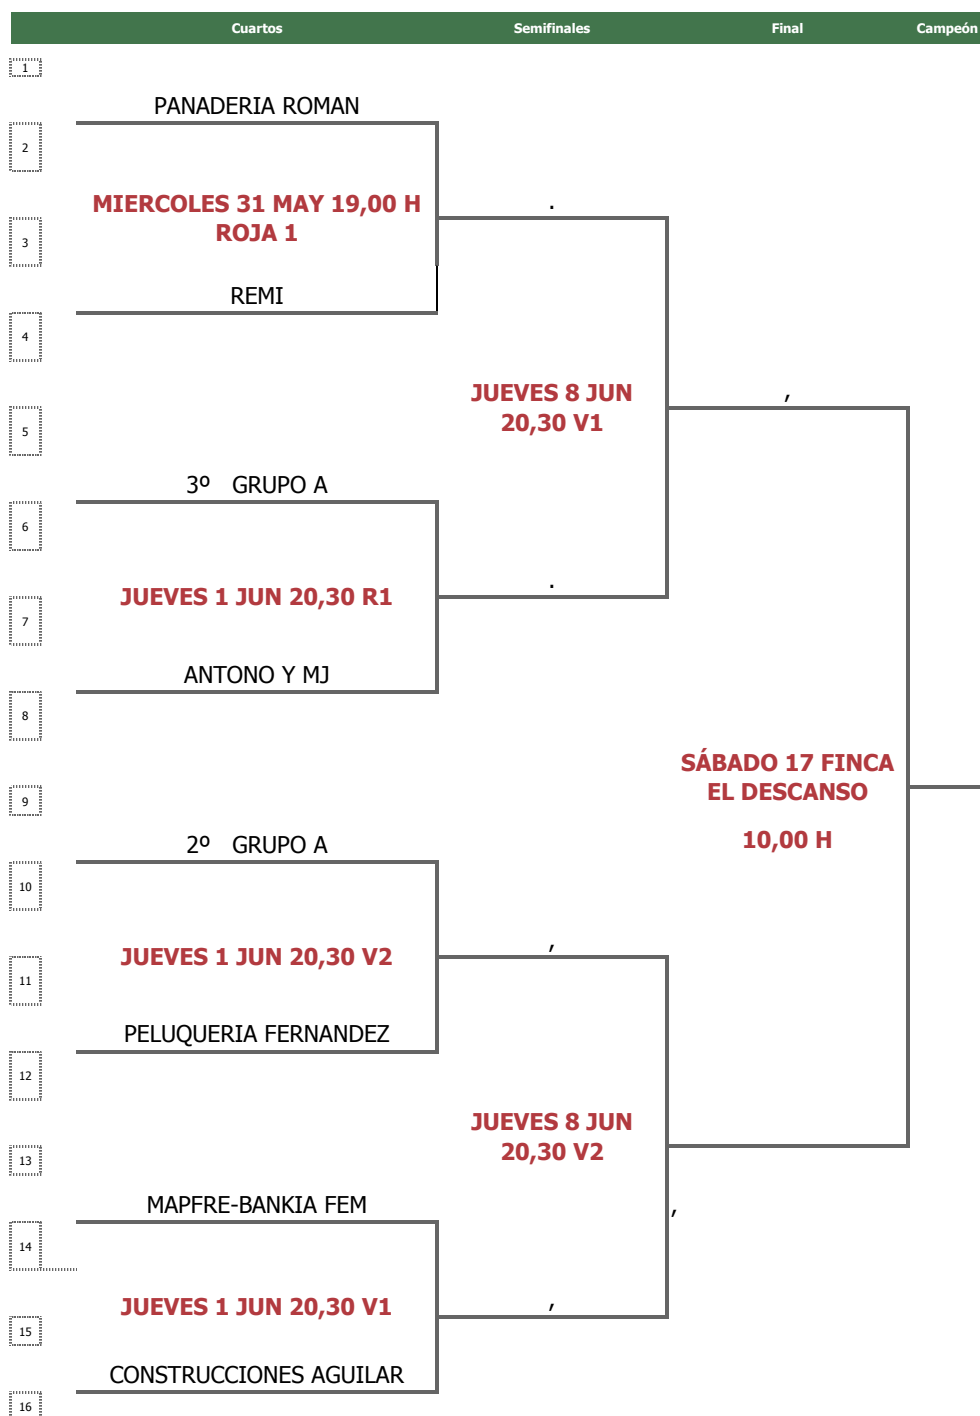 Cuartos Semifinales Final Campeón
1
PANADERIA ROMAN
2
MIERCOLES 31 MAY 19,00 H
ROJA 1
.
3
REMI
4
JUEVES 8 JUN
20,30 V1
,
5
3º GRUPO A
6
JUEVES 1 JUN 20,30 R1
.
7
ANTONO Y MJ
8
SÁBADO 17 FINCA
EL DESCANSO
10,00 H
9
2º GRUPO A
10
JUEVES 1 JUN 20,30 V2
,
11
PELUQUERIA FERNANDEZ
12
JUEVES 8 JUN
20,30 V2
13
MAPFRE-BANKIA FEM
,
14
JUEVES 1 JUN 20,30 V1
,
15
CONSTRUCCIONES AGUILAR
16